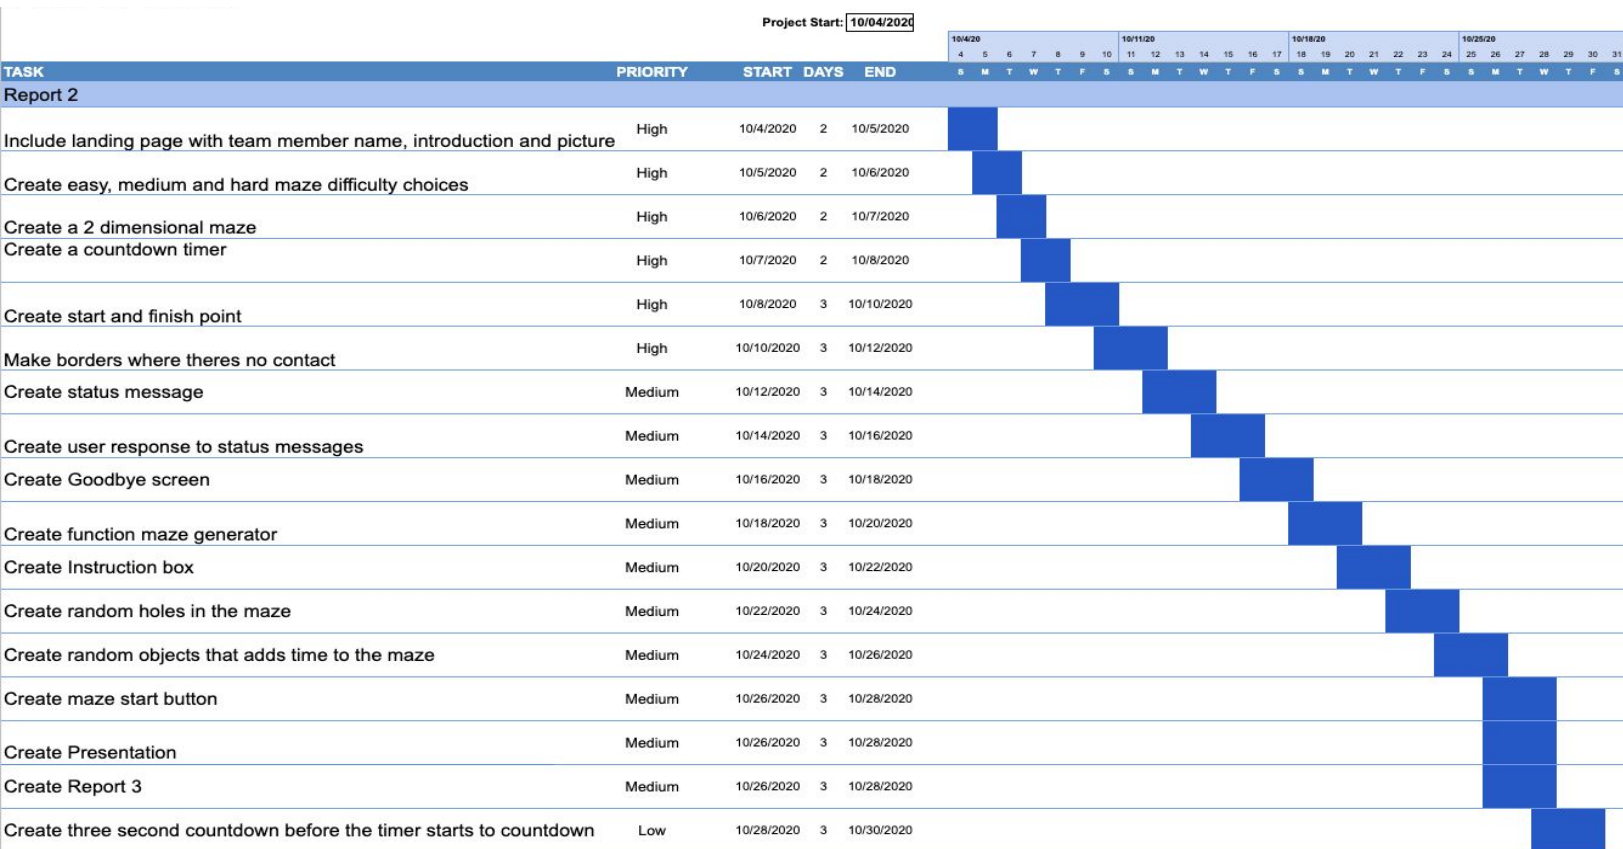 Project Start: 10/04/2020
10/4/20 10/11/20 10/18/20 10/25/20
4 5 6 7 8 9 10 11 12 13 14 15 16 17 18 19 20 21 22 23 24 25 26 27 28 29 30 31
TASK PRIORITY START DAYS END S M T W T F S S M T W T F S S M T W T F S S M T W T F S
Report 2
Include landing page with team member name, introduction and picture High 10/4/2020 2 10/5/2020
Create easy, medium and hard maze difficulty choices High 10/5/2020 2 10/6/2020
Create a 2 dimensional maze High 10/6/2020 2 10/7/2020
Create a countdown timer High 10/7/2020 2 10/8/2020
Create start and finish point High 10/8/2020 3 10/10/2020
Make borders where theres no contact High 10/10/2020 3 10/12/2020
Create status message Medium 10/12/2020 3 10/14/2020
Create user response to status messages Medium 10/14/2020 3 10/16/2020
Create Goodbye screen Medium 10/16/2020 3 10/18/2020
Create function maze generator Medium 10/18/2020 3 10/20/2020
Create Instruction box Medium 10/20/2020 3 10/22/2020
Create random holes in the maze Medium 10/22/2020 3 10/24/2020
Create random objects that adds time to the maze Medium 10/24/2020 3 10/26/2020
Create maze start button Medium 10/26/2020 3 10/28/2020
Create Presentation Medium 10/26/2020 3 10/28/2020
Create Report 3 Medium 10/26/2020 3 10/28/2020
Create three second countdown before the timer starts to countdown Low 10/28/2020 3 10/30/2020